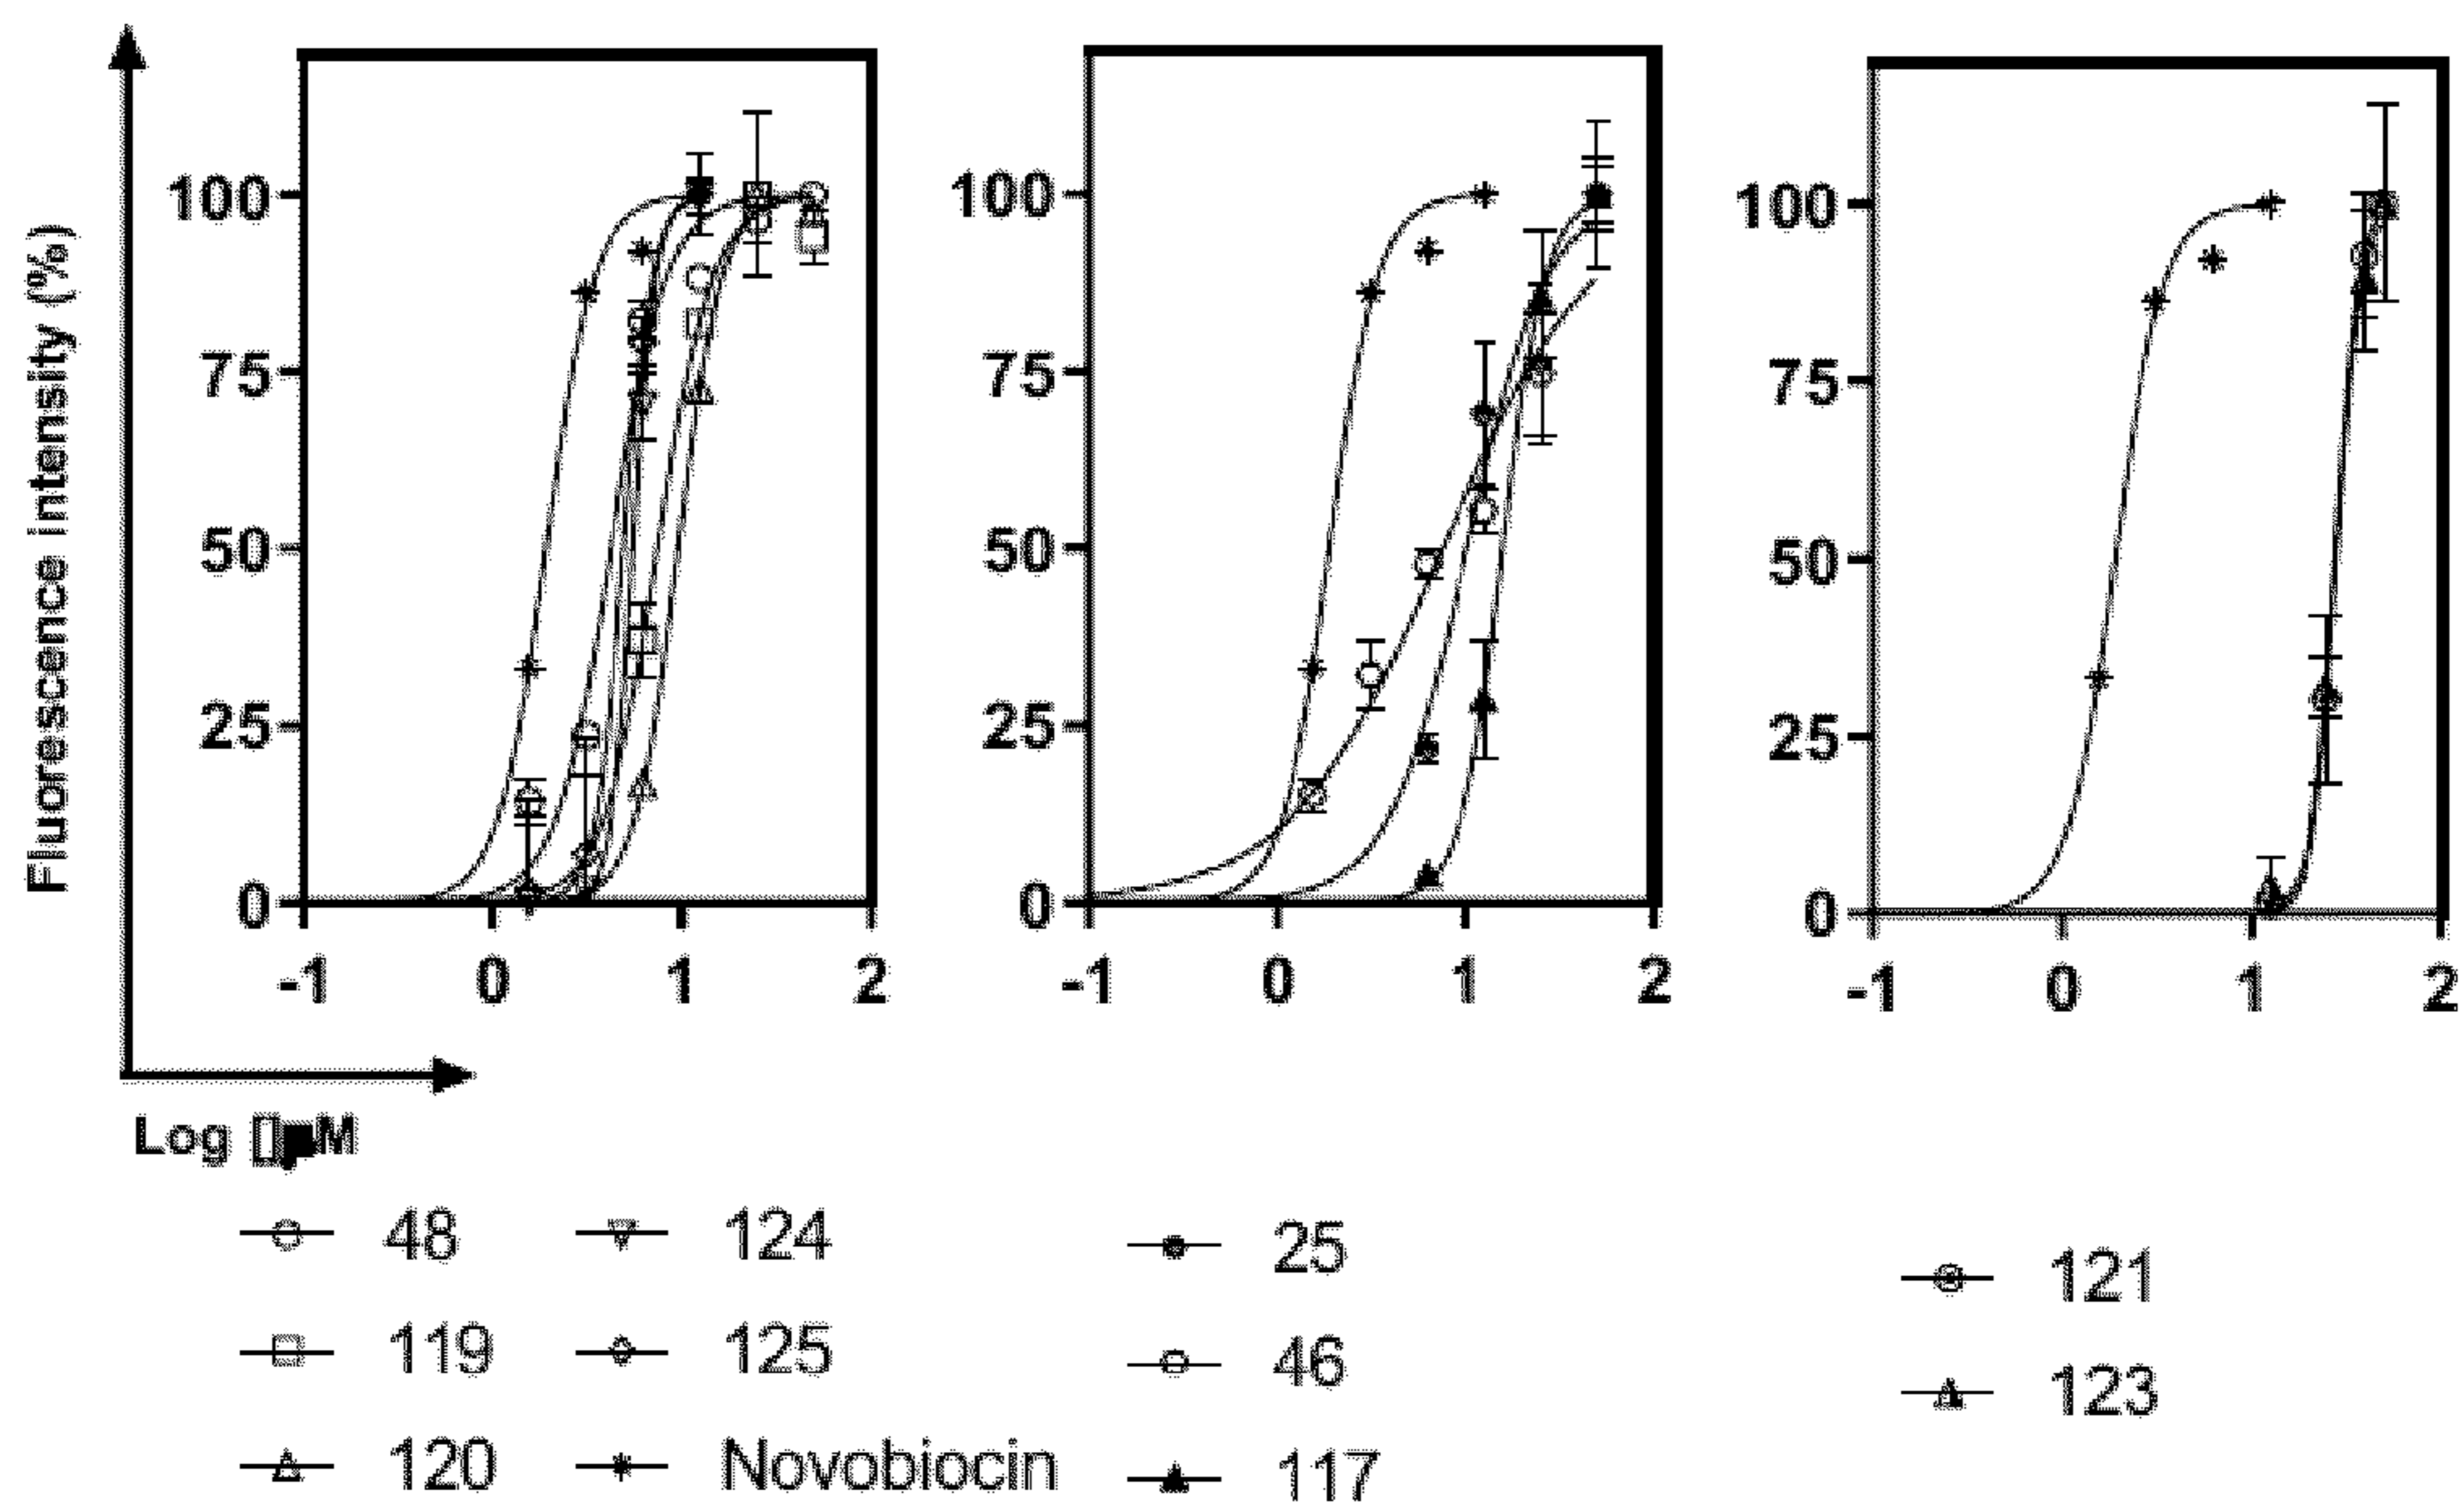 Fluorescence intensity (%)
100 100 100
75 75 75
50 50 50
25 25 25
0 0 0
-1 0 1 2 -1 0 1 2 -1 0 1 2
Log []µM
48 124 25 121
119 125 46 123
120 Novobiocin 117